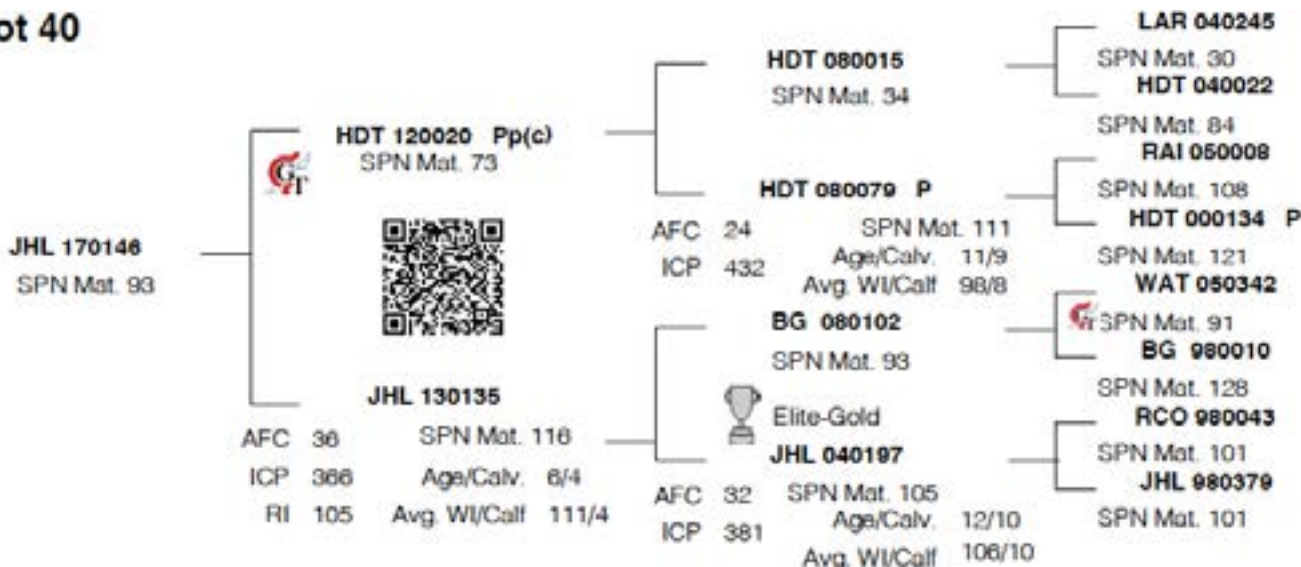 ot 40
JHL 170146
SPN Mat. 93
HDT 120020 Pp(c)
SPN Mat. 73
GT
JHL 130135
AFC 36 SPN Mat. 116
ICP 366 Age/Calv. 6/4
RI 105 Avg. WI/Calf 111/4
HDT 080015
SPN Mat. 34
HDT 080079 P
AFC 24 SPN Mat. 111
ICP 432 Age/Calv. 11/9
Avg. WI/Calf 98/8
BG 080102
SPN Mat. 93
Elite-Gold
JHL 040197
AFC 32 SPN Mat. 105
ICP 381 Age/Calv. 12/10
Avg. WI/Calf 106/10
LAR 040245
SPN Mat. 30
HDT 040022
SPN Mat. 84
RAI 050008
SPN Mat. 108
HDT 000134 P
SPN Mat. 121
WAT 050342
SPN Mat. 91
BG 980010
SPN Mat. 128
RCO 980043
SPN Mat. 101
JHL 980379
SPN Mat. 101